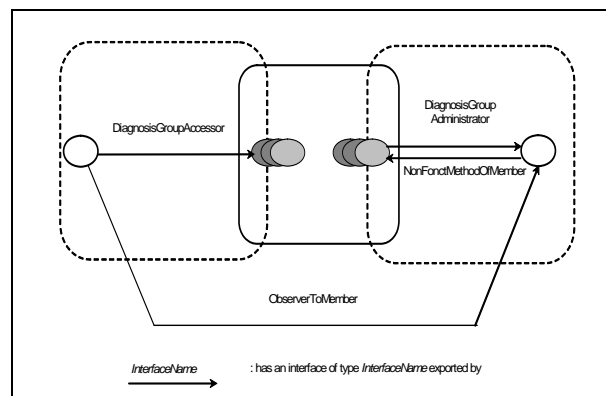 DiagnosisGroup
Administrator
DiagnosisGroupAccessor
NonFonctMethodOfMember
ObserverToMember
InterfaceName : has an interface of type InterfaceName exported by